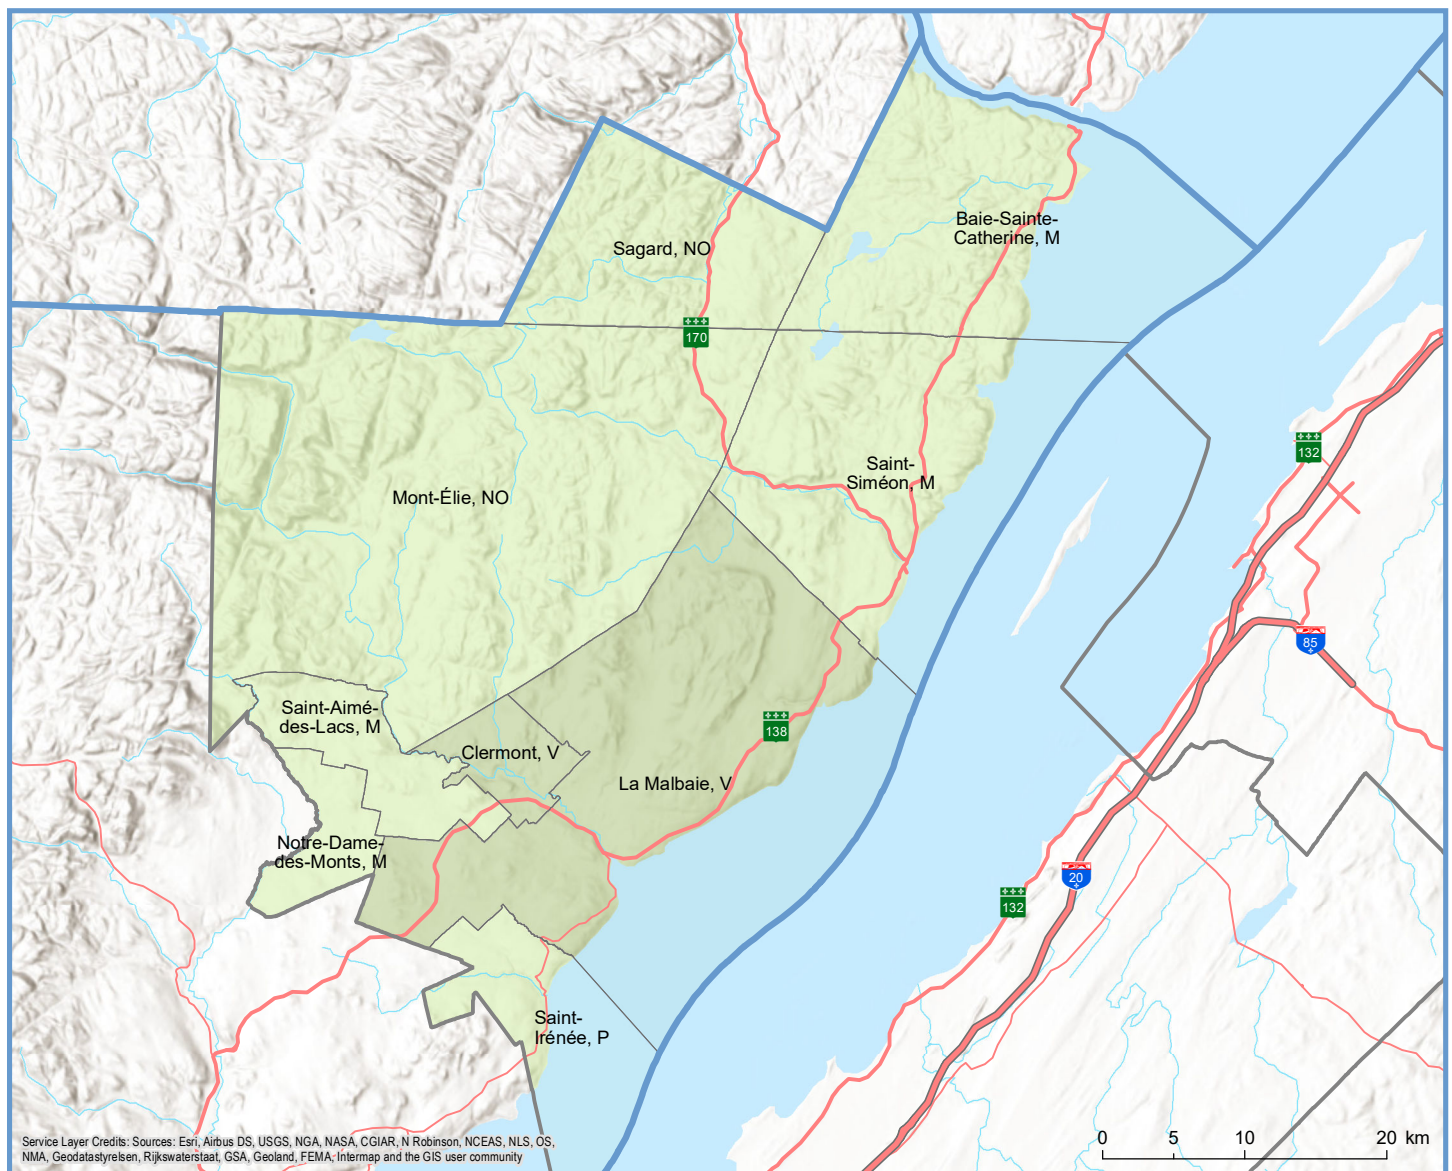 Baie-Sainte-
Catherine, M
Sagard, NO
170
132
Saint-
Siméon, M
Mont-Élie, NO
85
Saint-Aimé-
des-Lacs, M
138
Clermont, V
La Malbaie, V
Notre-Dame-
des-Monts, M
20
132
Saint-
Irénée, P
Service Layer Credits: Sources: Esri, Airbus DS, USGS, NGA, NASA, CGIAR, N Robinson, NCEAS, NLS, OS,
NMA, Geodatastyrelsen, Rijkswaterstaat, GSA, Geoland, FEMA, Intermap and the GIS user community
0 5 10 20 km